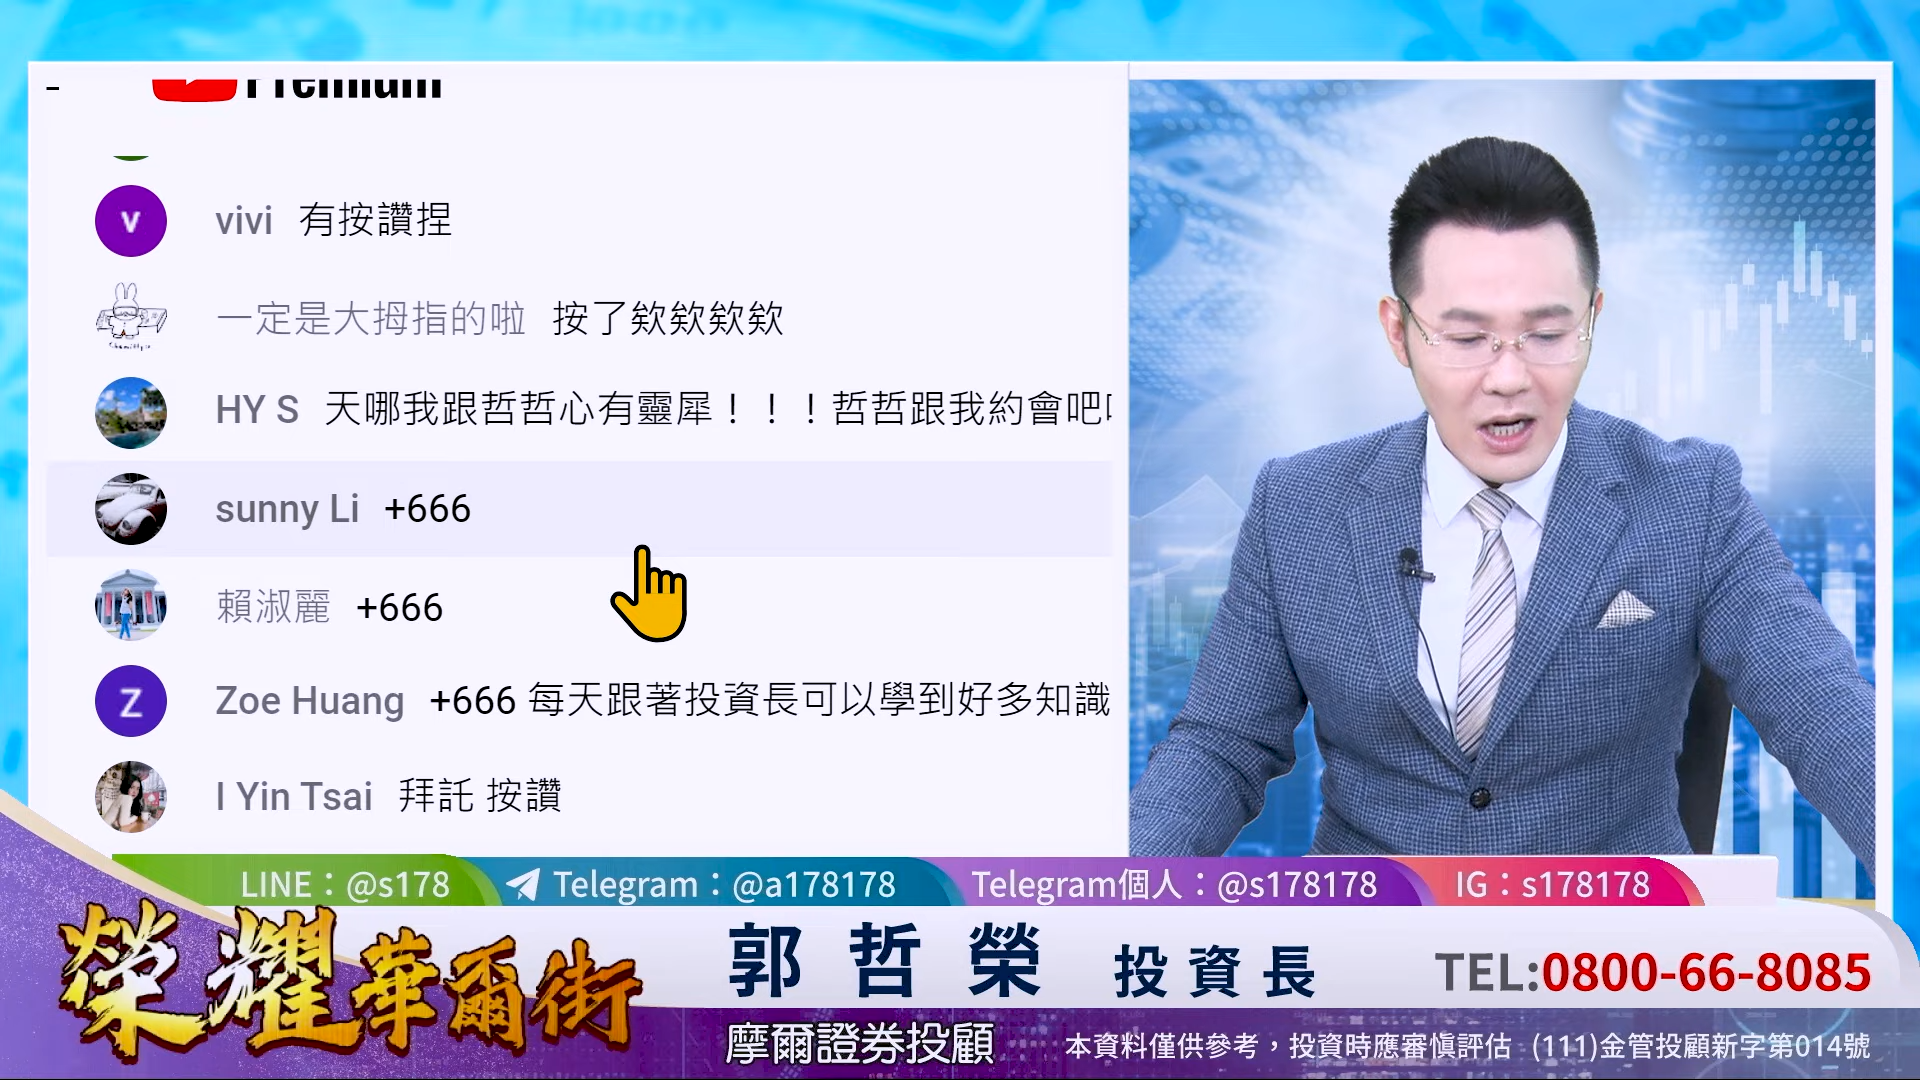 Premium
V
vivi 有按讚捏
一定是大拇指的啦 按了欸欸欸欸
HY S 天哪我跟哲哲心有靈犀！！！哲哲跟我約會吧
sunny Li +666
賴淑麗 +666
Z
Zoe Huang +666 每天跟著投資長可以學到好多知識
I Yin Tsai 拜託 按讚
LINE：@s178 Telegram：@a178178 Telegram個人：@s178178 IG：s178178
榮耀華爾街
郭哲榮 投資長 TEL:0800-66-8085
摩爾證券投顧 本資料僅供參考，投資時應審慎評估 (111)金管投顧新字第014號